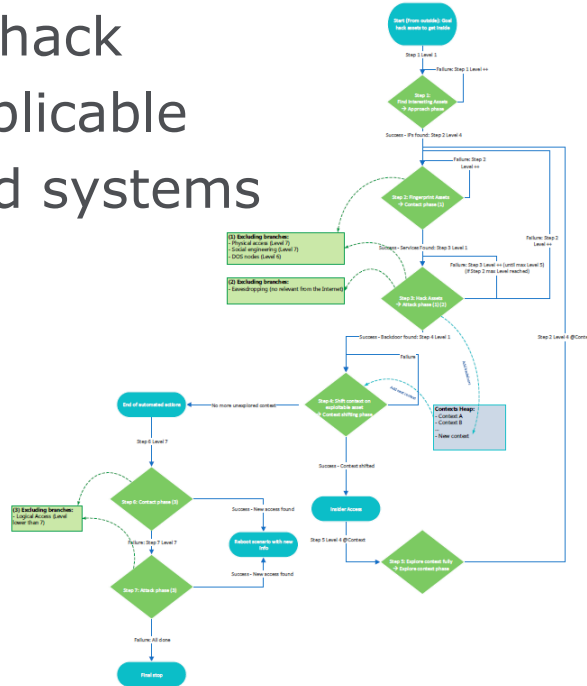 hack
plicable
d systems
Start (From outside): Goal
hack assets to get inside
Step 1 Level 1
Failure: Step 1 Level ++
Step 1:
Find Interesting Assets
→ Approach phase
Success - IPs found: Step 2 Level 4
Failure: Step 2
Level ++
Step 2: Fingerprint Assets
→ Contact phase (1)
(1) Excluding branches:
- Physical access (Level 7)
- Social engineering (Level 7)
- DOS nodes (Level 6)
Success - Services Found: Step 3 Level 1
Failure: Step 2
Level ++
Failure: Step 3 Level ++ (until max Level 5)
(If Step 2 max Level reached)
(2) Excluding branches:
- Eavesdropping (no relevant from the Internet)
Step 3: Hack Assets
→ Attack phase (1) (2)
Success - Backdoor found: Step 4 Level 1
Step 2 Level 4 @Conte
Failure
Step 4: Shift context on
exploitable asset
→ Context shifting phase
End of automated actions
No more unexplored context
Contexts Heap:
- Context A
- Context B
...
- New context
Step 6 Level 7
Success - Context shifted
Step 6: Contact phase (3)
(3) Excluding branches:
- Logical Access (Level
lower than 7)
Success - New access found
Insider Access
Failure: Step 7 Level 7
Reboot scenario with new
info
Step 5 Level 4 @Context
Step 5: Explore context fully
→ Explore context phase
Success - New access found
Step 7: Attack phase (3)
Failure: All done
Final stop